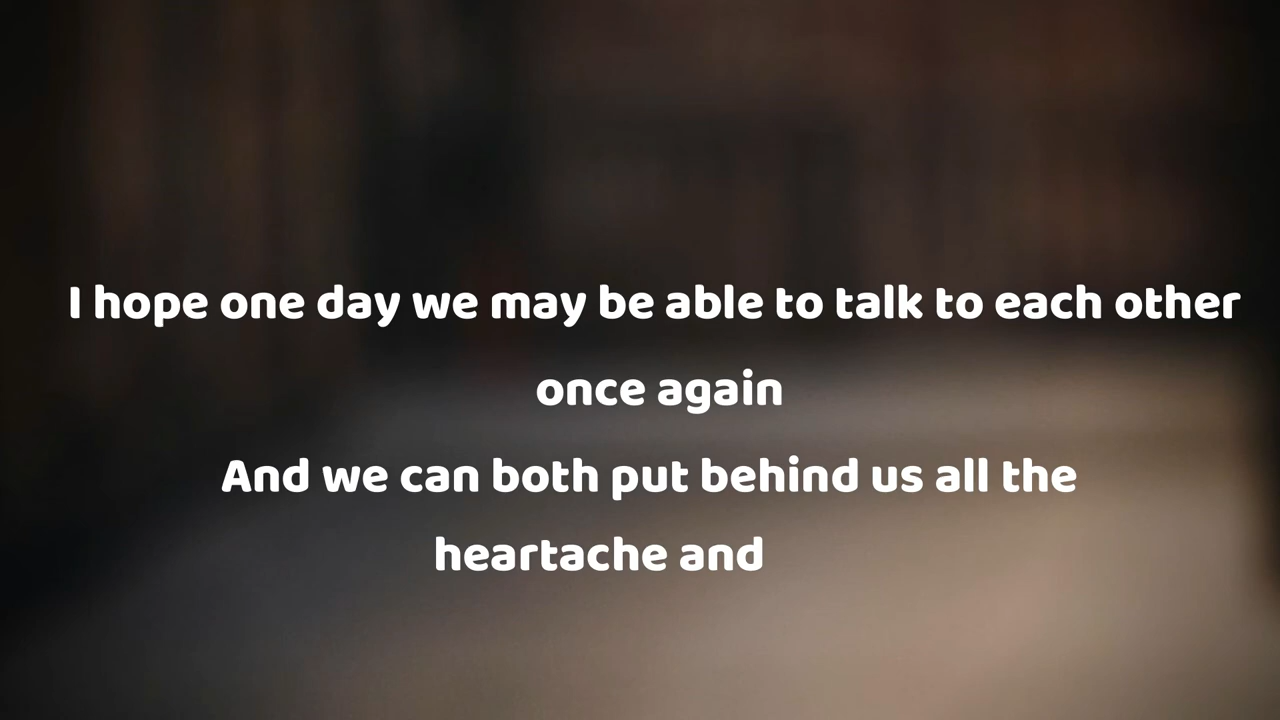 I hope one day we may be able to talk to each other
once again
And we can both put behind us all the
heartache and